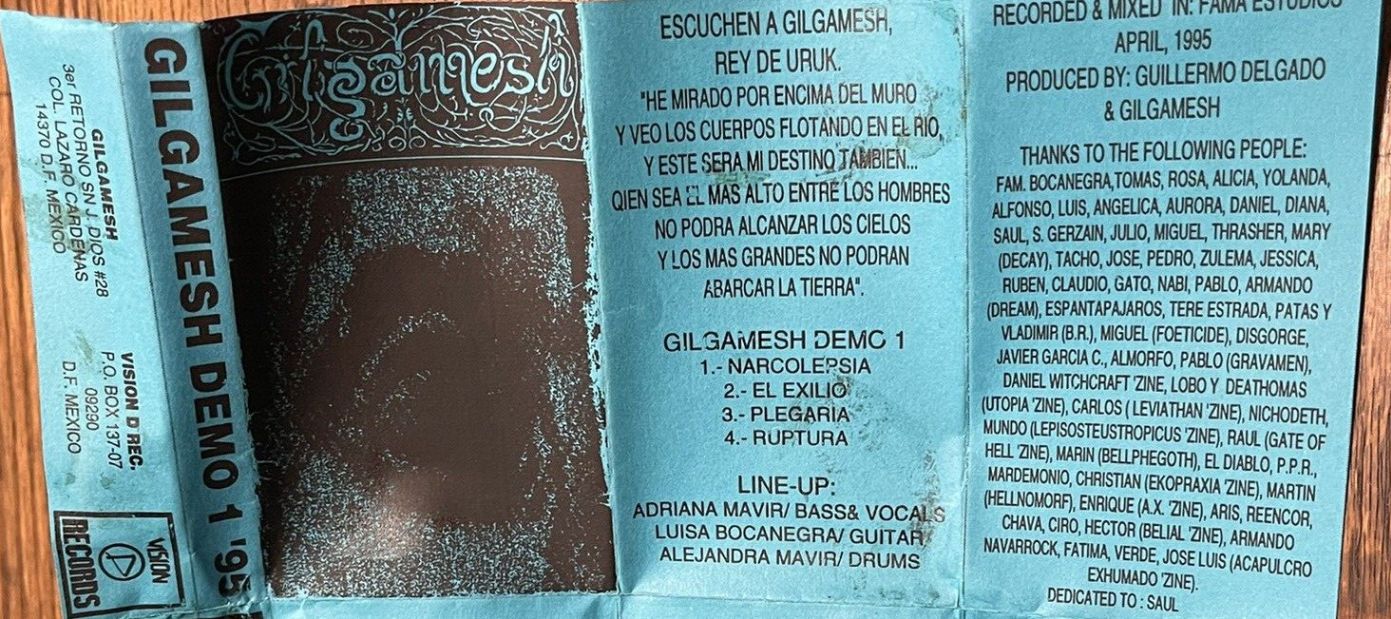 GILGAMESH
3er RETORNO SN J. DIOS #28
COL. LAZARO CARDENAS
14370 D.F. MEXICO
VISION D REC.
P.O. BOX 137-07
09290
D.F. MEXICO
VISION
RECORDS
GILGAMESH DEMO 1 '95
Gilgamesh
ESCUCHEN A GILGAMESH,
REY DE URUK.
"HE MIRADO POR ENCIMA DEL MURO
Y VEO LOS CUERPOS FLOTANDO EN EL RIO,
Y ESTE SERA MI DESTINO TAMBIEN...
QIEN SEA EL MAS ALTO ENTRE LOS HOMBRES
NO PODRA ALCANZAR LOS CIELOS
Y LOS MAS GRANDES NO PODRAN
ABARCAR LA TIERRA".
GILGAMESH DEMO 1
1.- NARCOLEPSIA
2.- EL EXILIO
3.- PLEGARIA
4.- RUPTURA
LINE-UP:
ADRIANA MAVIR/ BASS& VOCALS
LUISA BOCANEGRA/ GUITAR
ALEJANDRA MAVIR/ DRUMS
RECORDED & MIXED IN: FAMA ESTUDIOS
APRIL, 1995
PRODUCED BY: GUILLERMO DELGADO
& GILGAMESH
THANKS TO THE FOLLOWING PEOPLE:
FAM. BOCANEGRA,TOMAS, ROSA, ALICIA, YOLANDA,
ALFONSO, LUIS, ANGELICA, AURORA, DANIEL, DIANA,
SAUL, S. GERZAIN, JULIO, MIGUEL, THRASHER, MARY
(DECAY), TACHO, JOSE, PEDRO, ZULEMA, JESSICA,
RUBEN, CLAUDIO, GATO, NABI, PABLO, ARMANDO
(DREAM), ESPANTAPAJAROS, TERE ESTRADA, PATAS Y
VLADIMIR (B.R.), MIGUEL (FOETICIDE), DISGORGE,
JAVIER GARCIA C., ALMORFO, PABLO (GRAVAMEN),
DANIEL WITCHCRAFT 'ZINE, LOBO Y DEATHOMAS
(UTOPIA 'ZINE), CARLOS ( LEVIATHAN 'ZINE), NICHODETH,
MUNDO (LEPISOSTEUSTROPICUS 'ZINE), RAUL (GATE OF
HELL 'ZINE), MARIN (BELLPHEGOTH), EL DIABLO, P.P.R.,
MARDEMONIO, CHRISTIAN (EKOPRAXIA 'ZINE), MARTIN
(HELLNOMORF), ENRIQUE (A.X. 'ZINE), ARIS, REENCOR,
CHAVA, CIRO, HECTOR (BELIAL 'ZINE), ARMANDO
NAVARROCK, FATIMA, VERDE, JOSE LUIS (ACAPULCRO
EXHUMADO 'ZINE).
DEDICATED TO : SAUL